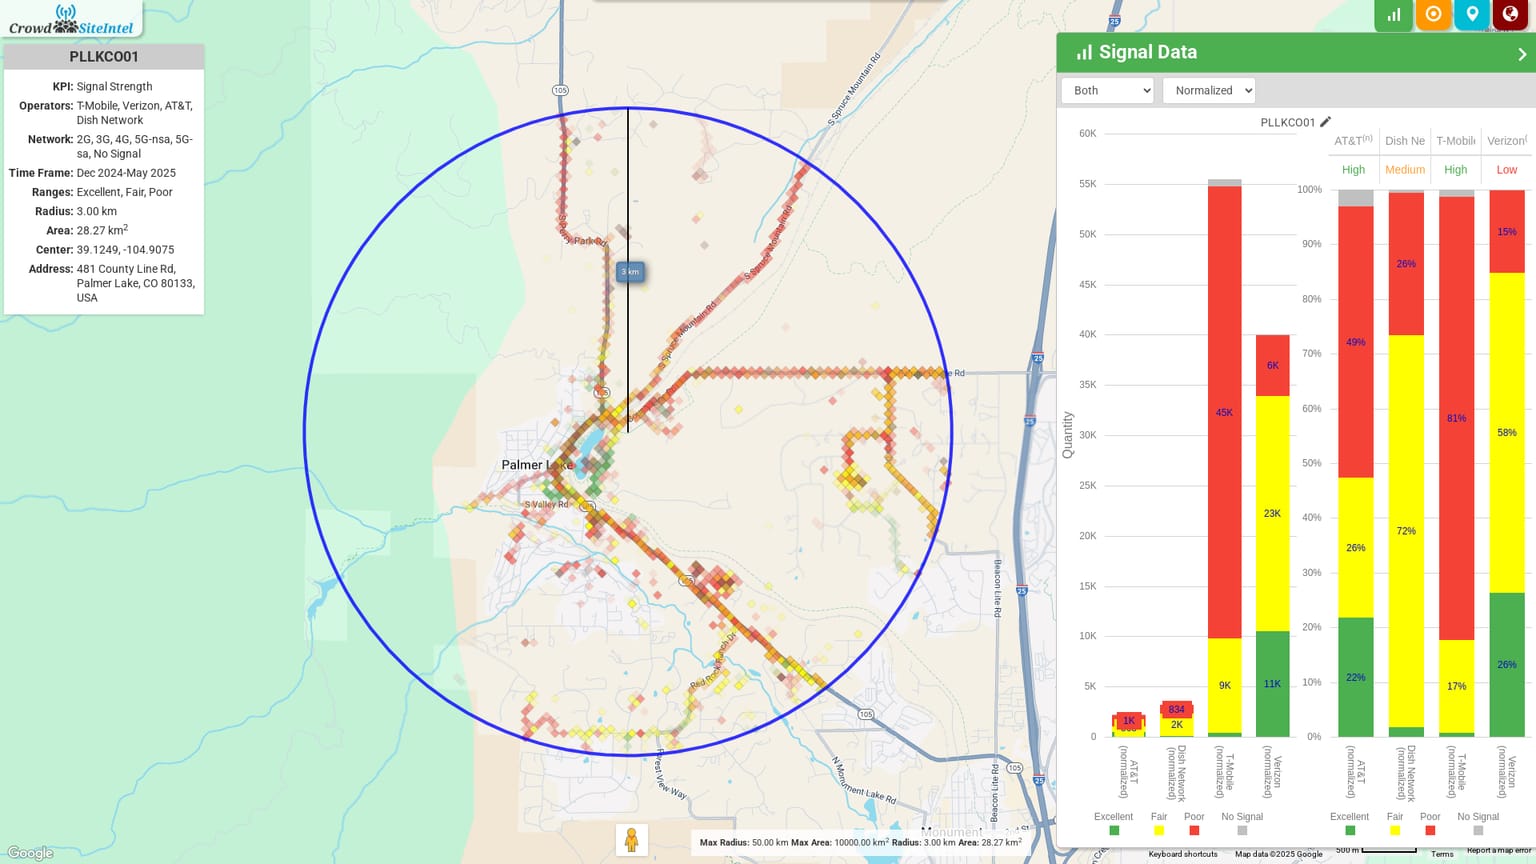 Crowd SiteIntel
PLLKCO01
KPI: Signal Strength
Operators: T-Mobile, Verizon, AT&T,
Dish Network
Network: 2G, 3G, 4G, 5G-nsa, 5G-
sa, No Signal
Time Frame: Dec 2024-May 2025
Ranges: Excellent, Fair, Poor
Radius: 3.00 km
Area: 28.27 km²
Center: 39.1249, -104.9075
Address: 481 County Line Rd,
Palmer Lake, CO 80133,
USA
105
25
S Spruce Mountain Rd
S Perry
Park Rd
3 km
S Spruce Mountain Rd
S Spruce Mountain Rd
25
Rd
25
Palmer Lake
S Valley Rd
25
Beacon Lite Rd
Red Rock Ranch Dr
105
Forest View Way
N Monument Lake Rd
105
25
Beacon Lite Rd
Monument
Google
Max Radius: 50.00 km Max Area: 10000.00 km² Radius: 3.00 km Area: 28.27 km²
Keyboard shortcuts
Map data ©2025 Google
500 m
Terms
Report a map error
Signal Data
Both
Normalized
PLLKCO01
60K
55K
50K
45K
40K
35K
30K
25K
20K
15K
10K
5K
0
Quantity
1K
834
2K
45K
9K
6K
23K
11K
AT&T
(normalized)
Dish Network
(normalized)
T-Mobile
(normalized)
Verizon
(normalized)
Excellent Fair Poor No Signal
AT&T(n) Dish Ne T-Mobile Verizon(
High Medium High Low
100%
90%
80%
70%
60%
50%
40%
30%
20%
10%
0%
49%
26%
22%
26%
72%
81%
17%
15%
58%
26%
AT&T
(normalized)
Dish Network
(normalized)
T-Mobile
(normalized)
Verizon
(normalized)
Excellent Fair Poor No Signal